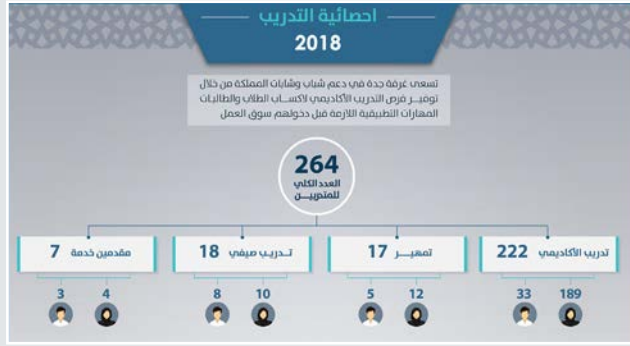 احصائية التدريب
2018
تسعى غرفة جدة في دعم شباب وشابات المملكة من خلال
توفير فرص التدريب الأكاديمي لاكساب الطلاب والطالبات
المهارات التطبيقية اللازمة قبل دخولهم سوق العمل
264
العدد الكلي
للمتدربين
تدريب الأكاديمي 222
تمهير 17
تدريب صيفي 18
مقدمين خدمة 7
189 33
12 5
10 8
4 3